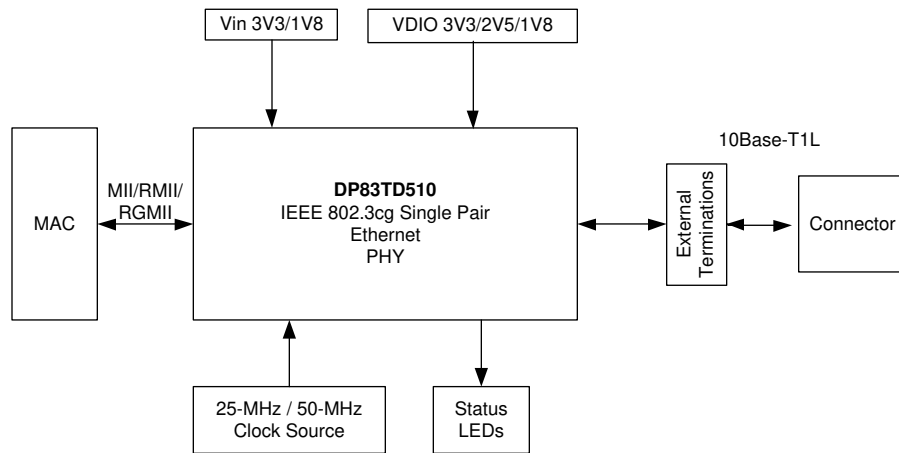 Vin 3V3/1V8
VDIO 3V3/2V5/1V8
MAC
MII/RMII/
RGMII
DP83TD510
IEEE 802.3cg Single Pair
Ethernet
PHY
External
Terminations
10Base-T1L
Connector
25-MHz / 50-MHz
Clock Source
Status
LEDs